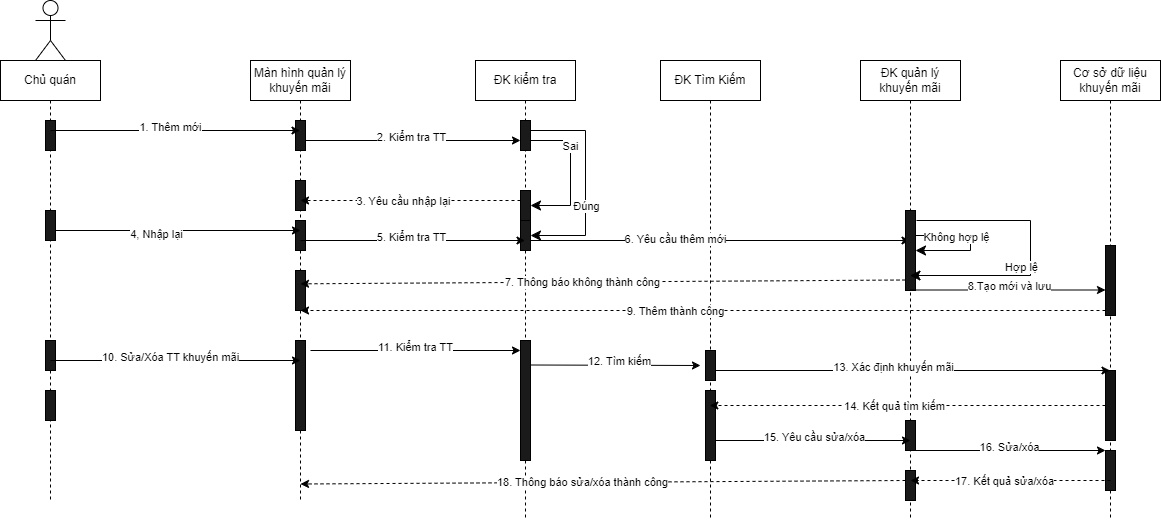 Chủ quán
Màn hình quản lý
khuyến mãi
ĐK kiểm tra
ĐK Tìm Kiếm
ĐK quản lý
khuyến mãi
Cơ sở dữ liệu
khuyến mãi
1. Thêm mới
2. Kiểm tra TT
Sai
3. Yêu cầu nhập lại
Đúng
4, Nhập lại
5. Kiểm tra TT
6. Yêu cầu thêm mới
Không hợp lệ
Hợp lệ
7. Thông báo không thành công
8.Tạo mới và lưu
9. Thêm thành công
10. Sửa/Xóa TT khuyến mãi
11. Kiểm tra TT
12. Tìm kiếm
13. Xác định khuyến mãi
14. Kết quả tìm kiếm
15. Yêu cầu sửa/xóa
16. Sửa/xóa
17. Kết quả sửa/xóa
18. Thông báo sửa/xóa thành công